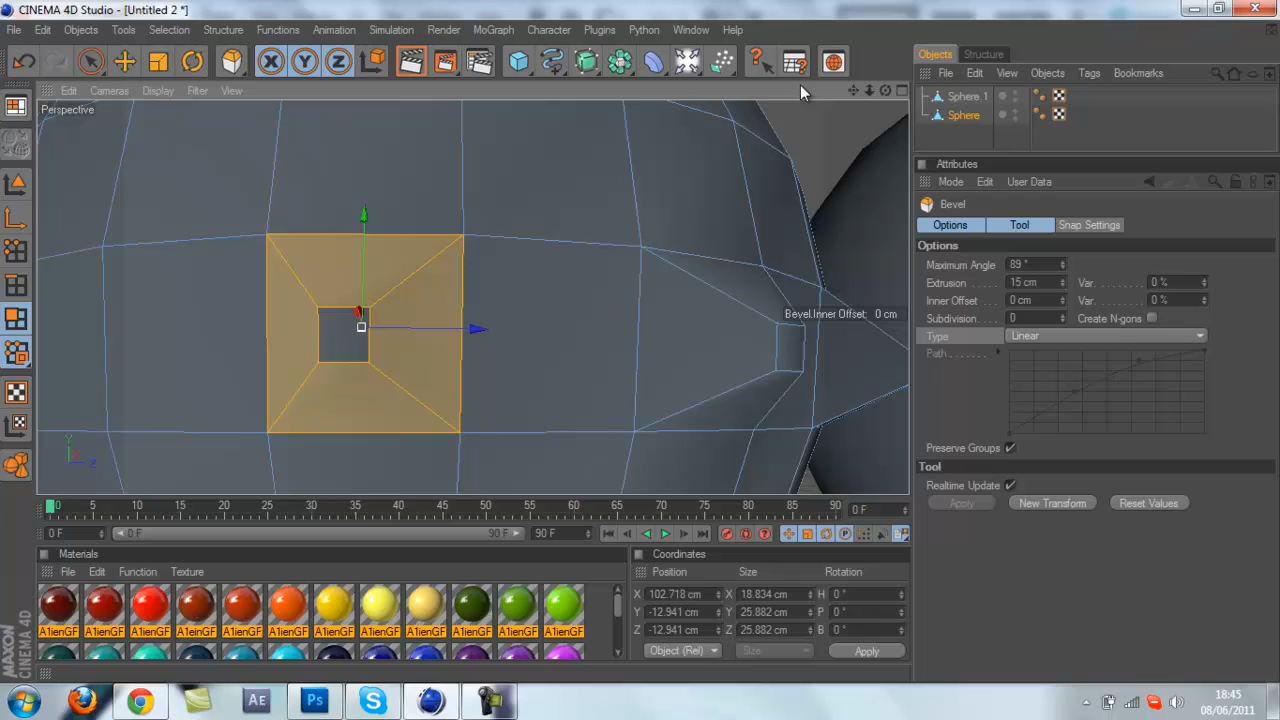 CINEMA 4D Studio - [Untitled 2 *]
File Edit Objects Tools Selection Structure Functions Animation Render MoGraph Character Plugins Python Window Help
Objects Structure
File Edit View Objects Tags Bookmarks
Edit Cameras Display Filter View
Perspective
Sphere.1
Sphere
Attributes
Mode Edit User Data
Bevel
Options Tool Snap Settings
Options
Maximum Angle 89 °
Extrusion 15 cm Var. 0 %
Inner Offset 0 cm Var. 0 %
Subdivision 0 Create N-gons
Type Linear
Path
Preserve Groups
Tool
Realtime Update
Apply New Transform Reset Values
Bevel.Inner Offset: 0 cm
Y
X
Z
0 5 10 15 20 25 30 35 40 45 50 55 60 65 70 75 80 85 90 0 F
0 F 0 F 90 F 90 F
Materials
File Edit Function Texture
A1ienGF A1ienGF A1ienGF A1ienGF A1ienGF A1ienGF A1ienGF A1ienGF A1ienGF A1ienGF A1ienGF A1ienGF
Coordinates
Position Size Rotation
X 102.718 cm X 18.834 cm H 0 °
Y -12.941 cm Y 25.882 cm P 0 °
Z -12.941 cm Z 25.882 cm B 0 °
Object (Rel) Size Apply
MAXON
CINEMA 4D
Ae Ps
18:45
08/06/2011